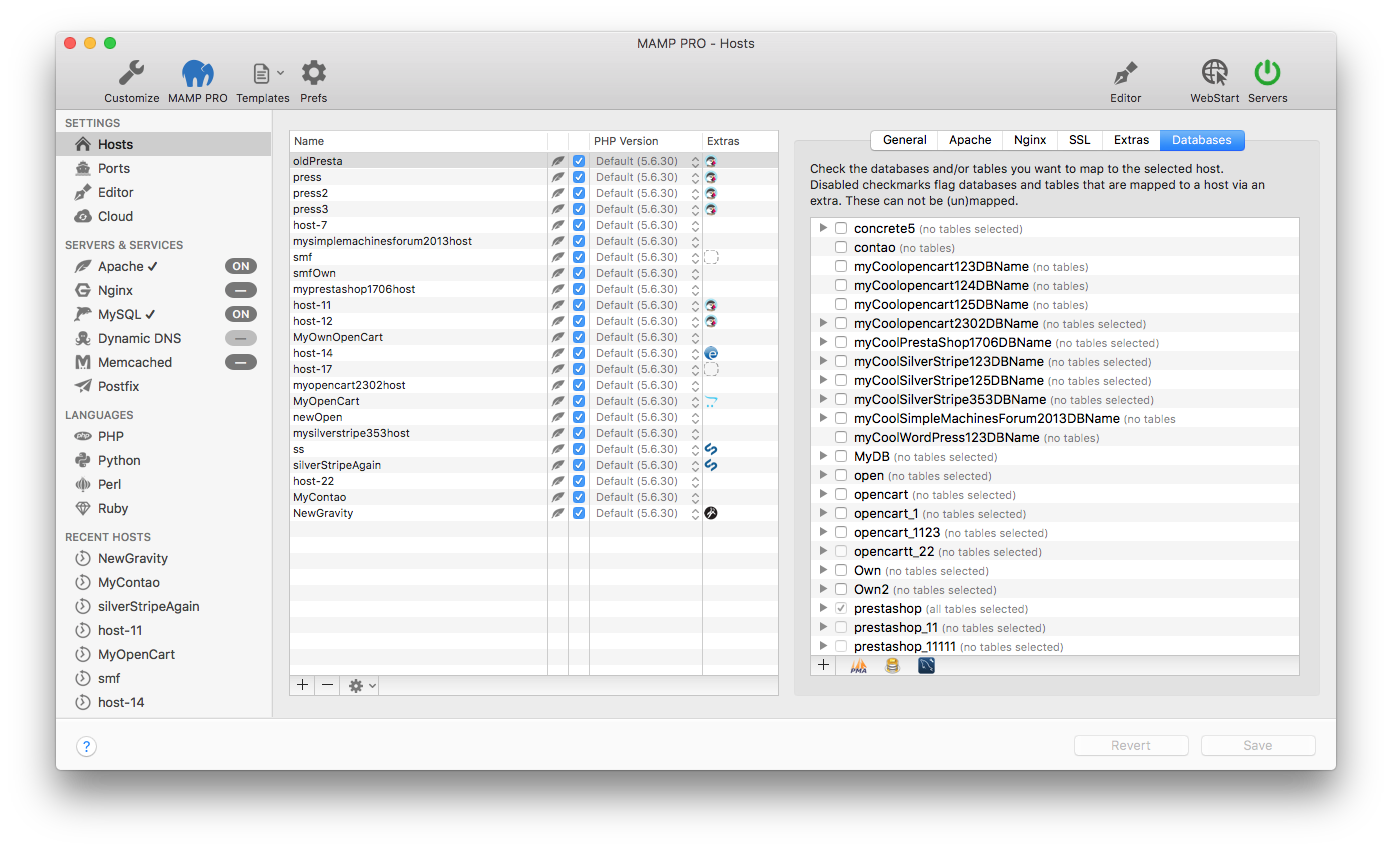 MAMP PRO - Hosts
Customize
MAMP PRO
Templates
Prefs
Editor
WebStart
Servers
SETTINGS
Hosts
Ports
Editor
Cloud
SERVERS & SERVICES
Apache ✓ ON
Nginx
MySQL ✓ ON
Dynamic DNS
Memcached
Postfix
LANGUAGES
php PHP
Python
Perl
Ruby
RECENT HOSTS
NewGravity
MyContao
silverStripeAgain
host-11
MyOpenCart
smf
host-14
Name PHP Version Extras
oldPresta Default (5.6.30)
press Default (5.6.30)
press2 Default (5.6.30)
press3 Default (5.6.30)
host-7 Default (5.6.30)
mysimplemachinesforum2013host Default (5.6.30)
smf Default (5.6.30)
smfOwn Default (5.6.30)
myprestashop1706host Default (5.6.30)
host-11 Default (5.6.30)
host-12 Default (5.6.30)
MyOwnOpenCart Default (5.6.30)
host-14 Default (5.6.30)
host-17 Default (5.6.30)
myopencart2302host Default (5.6.30)
MyOpenCart Default (5.6.30)
newOpen Default (5.6.30)
mysilverstripe353host Default (5.6.30)
ss Default (5.6.30)
silverStripeAgain Default (5.6.30)
host-22 Default (5.6.30)
MyContao Default (5.6.30)
NewGravity Default (5.6.30)
General Apache Nginx SSL Extras Databases
Check the databases and/or tables you want to map to the selected host.
Disabled checkmarks flag databases and tables that are mapped to a host via an
extra. These can not be (un)mapped.
concrete5 (no tables selected)
contao (no tables)
myCoolopencart123DBName (no tables)
myCoolopencart124DBName (no tables)
myCoolopencart125DBName (no tables)
myCoolopencart2302DBName (no tables selected)
myCoolPrestaShop1706DBName (no tables selected)
myCoolSilverStripe123DBName (no tables selected)
myCoolSilverStripe125DBName (no tables selected)
myCoolSilverStripe353DBName (no tables selected)
myCoolSimpleMachinesForum2013DBName (no tables
myCoolWordPress123DBName (no tables)
MyDB (no tables selected)
open (no tables selected)
opencart (no tables selected)
opencart_1 (no tables selected)
opencart_1123 (no tables selected)
opencartt_22 (no tables selected)
Own (no tables selected)
Own2 (no tables selected)
prestashop (all tables selected)
prestashop_11 (no tables selected)
prestashop_11111 (no tables selected)
+ PMA
+ −
?
Revert
Save